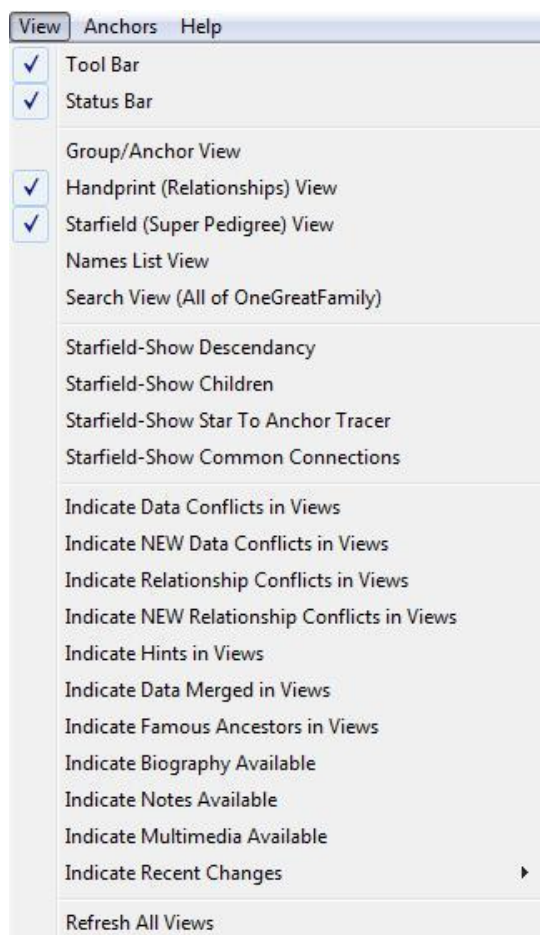 View Anchors Help
Tool Bar
Status Bar
Group/Anchor View
Handprint (Relationships) View
Starfield (Super Pedigree) View
Names List View
Search View (All of OneGreatFamily)
Starfield-Show Descendancy
Starfield-Show Children
Starfield-Show Star To Anchor Tracer
Starfield-Show Common Connections
Indicate Data Conflicts in Views
Indicate NEW Data Conflicts in Views
Indicate Relationship Conflicts in Views
Indicate NEW Relationship Conflicts in Views
Indicate Hints in Views
Indicate Data Merged in Views
Indicate Famous Ancestors in Views
Indicate Biography Available
Indicate Notes Available
Indicate Multimedia Available
Indicate Recent Changes
Refresh All Views